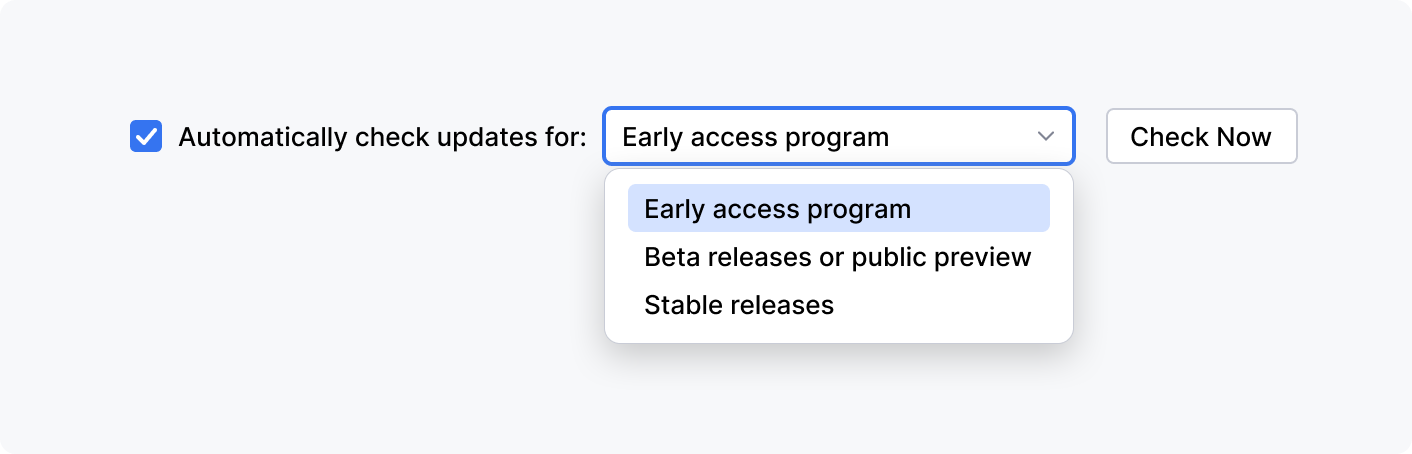 Automatically check updates for: Early access program Check Now
Early access program
Beta releases or public preview
Stable releases